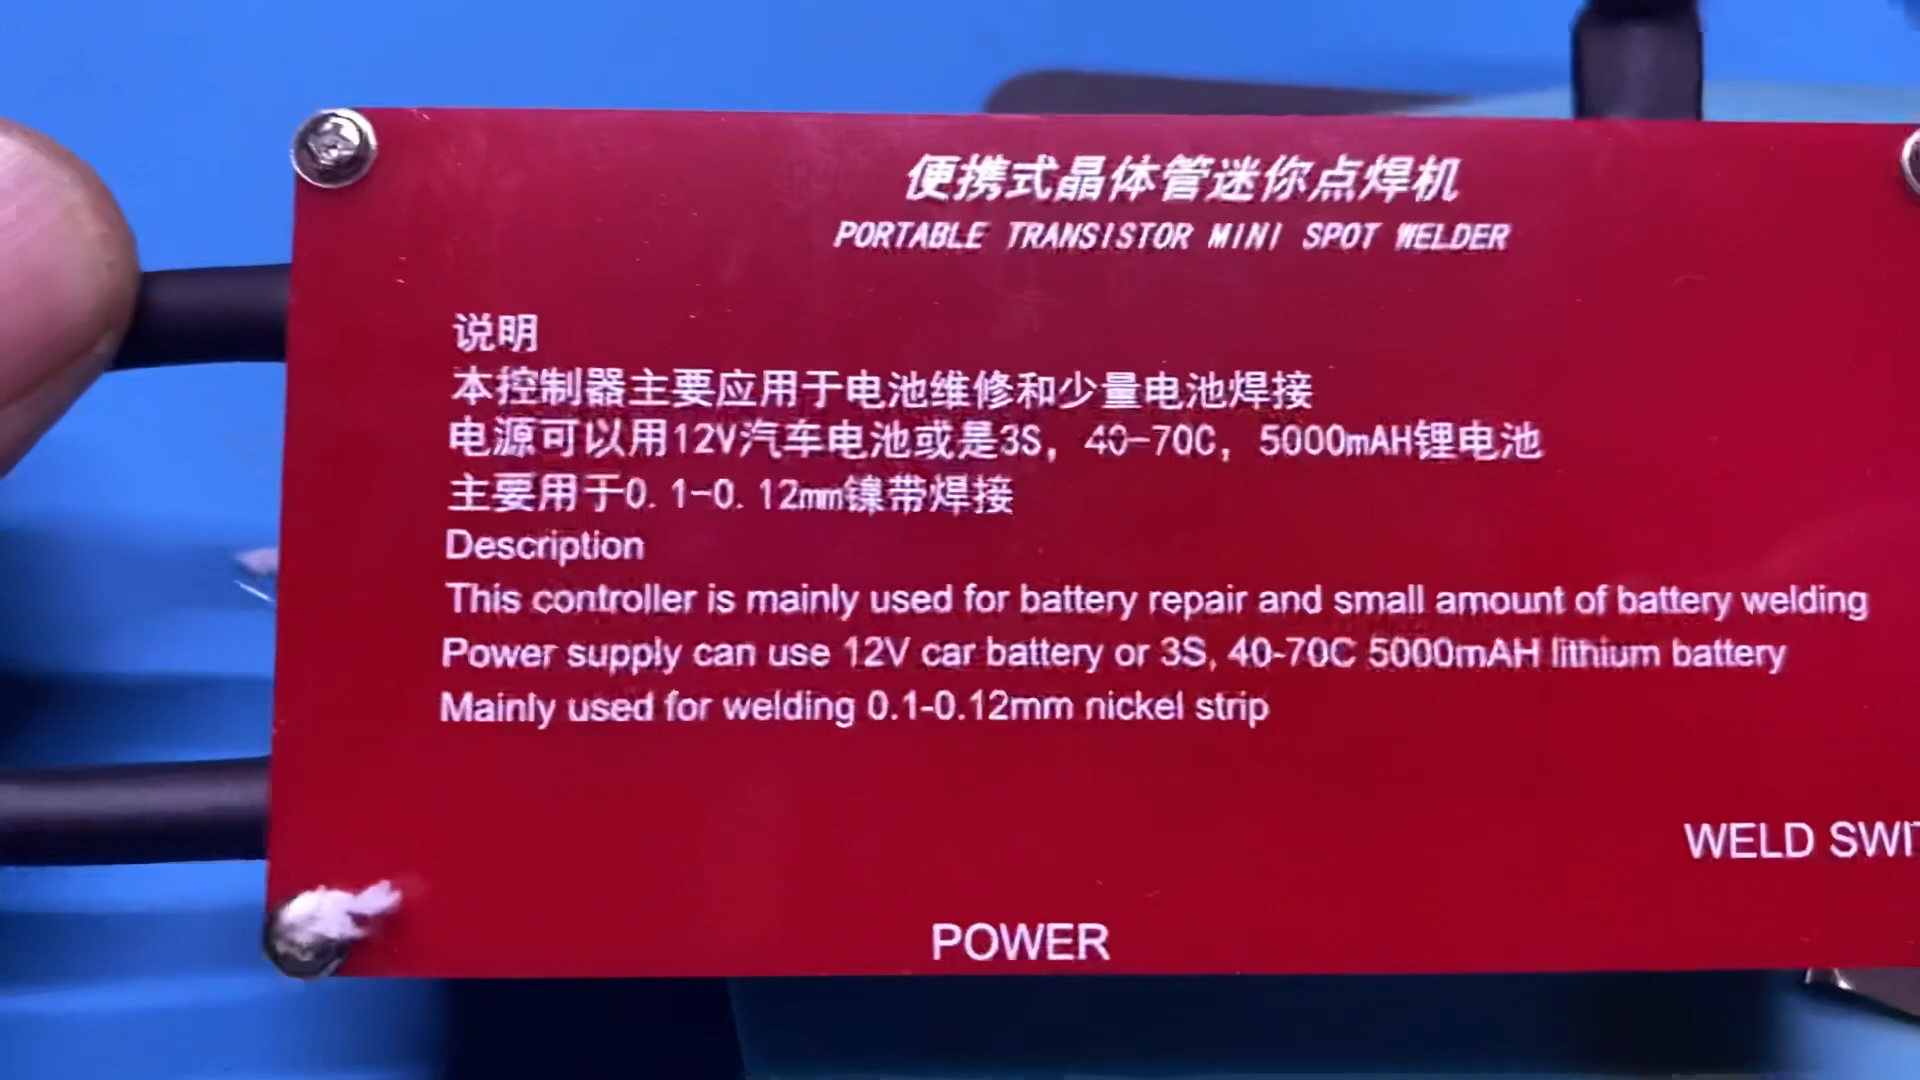 便携式晶体管迷你点焊机
PORTABLE TRANSISTOR MINI SPOT WELDER
说明
本控制器主要应用于电池维修和少量电池焊接
电源可以用12V汽车电池或是3S, 40-70C, 5000mAH锂电池
主要用于0.1-0.12mm镍带焊接
Description
This controller is mainly used for battery repair and small amount of battery welding
Power supply can use 12V car battery or 3S, 40-70C 5000mAH lithium battery
Mainly used for welding 0.1-0.12mm nickel strip
WELD SWI
POWER